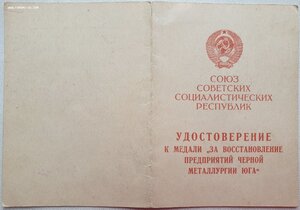 СОЮЗ
СОВЕТСКИХ
СОЦИАЛИСТИЧЕСКИХ
РЕСПУБЛИК
УДОСТОВЕРЕНИЕ
К МЕДАЛИ „ЗА ВОССТАНОВЛЕНИЕ
ПРЕДПРИЯТИЙ ЧЕРНОЙ
МЕТАЛЛУРГИИ ЮГА“